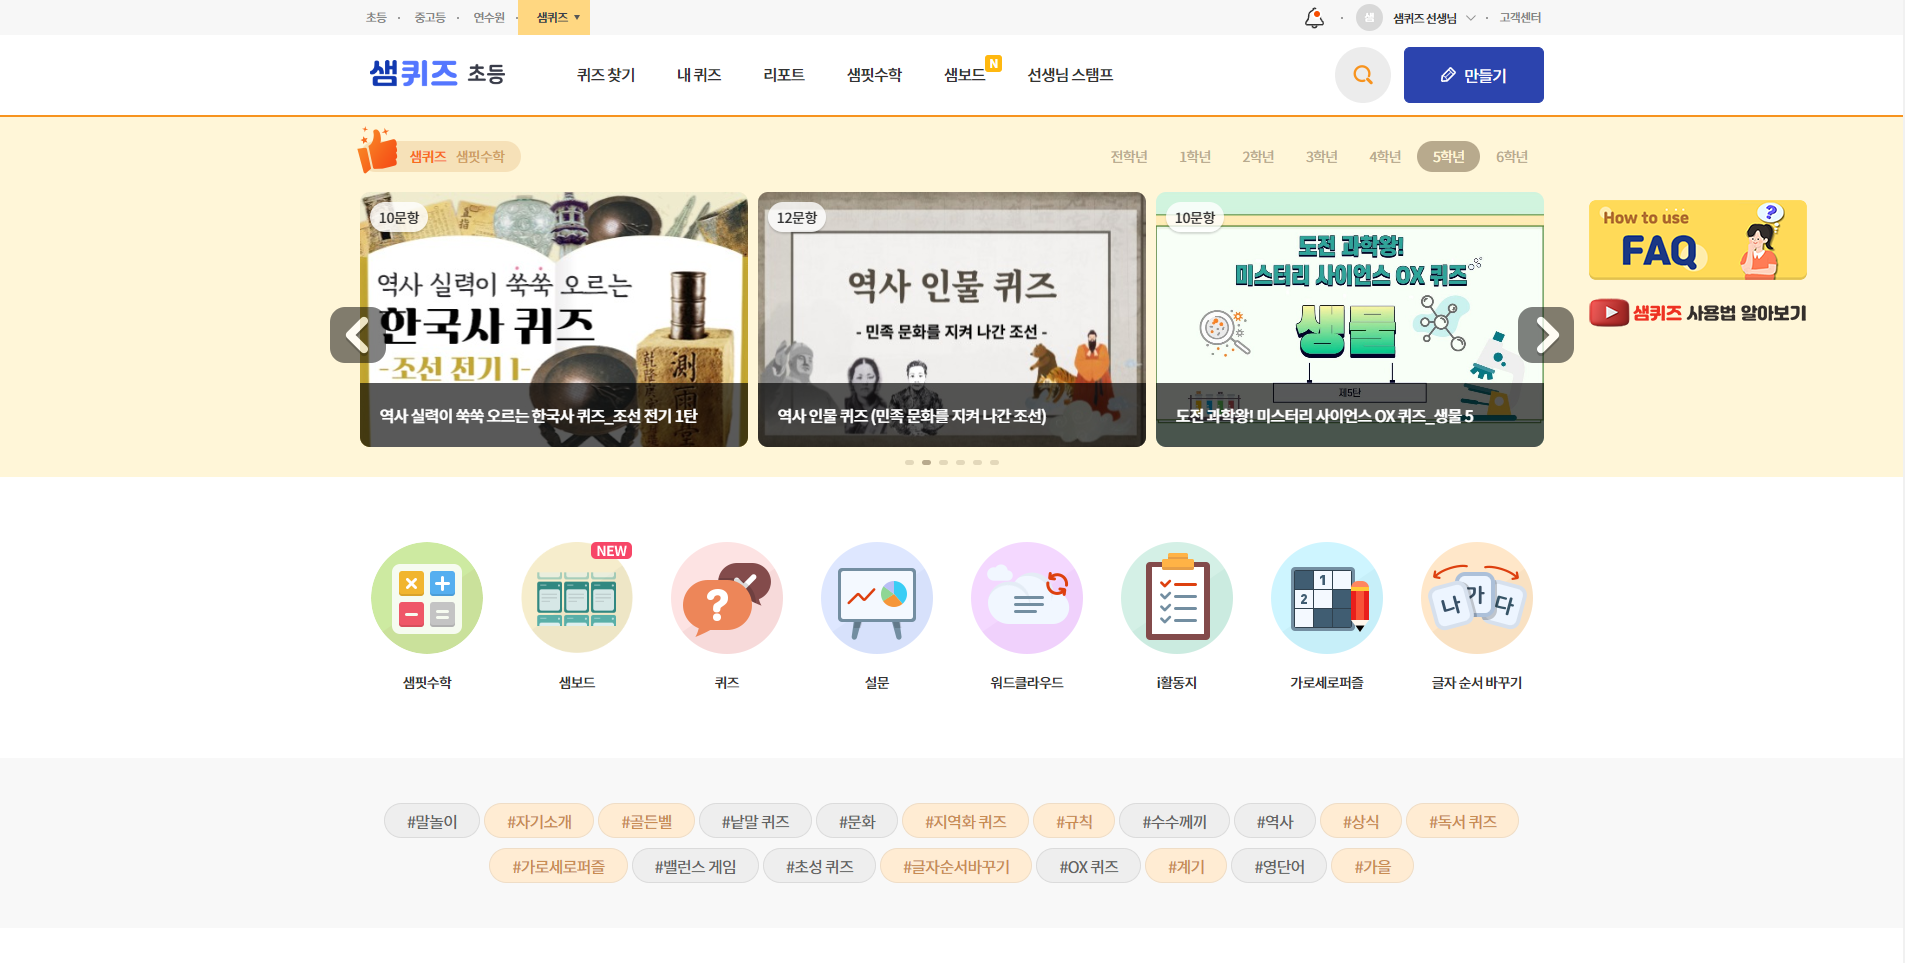 초등 · 중고등 · 연수원 · 샘퀴즈 ▾
· 샘 샘퀴즈 선생님 · 고객센터
샘퀴즈 초등
퀴즈 찾기 내 퀴즈 리포트 샘핏수학 샘보드 N 선생님 스탬프
만들기
샘퀴즈 샘핏수학
전학년 1학년 2학년 3학년 4학년 5학년 6학년
10문항
역사 실력이 쑥쑥 오르는
한국사 퀴즈
-조선 전기 1-
測
乾
隆
역사 실력이 쑥쑥 오르는 한국사 퀴즈_조선 전기 1탄
12문항
역사 인물 퀴즈
- 민족 문화를 지켜 나간 조선 -
역사 인물 퀴즈 (민족 문화를 지켜 나간 조선)
10문항
도전 과학왕!
미스터리 사이언스 OX 퀴즈
생물
제5탄
도전 과학왕! 미스터리 사이언스 OX 퀴즈_생물 5
How to use
FAQ
?
샘퀴즈 사용법 알아보기
NEW
?
1
2
나 가 다
샘핏수학 샘보드 퀴즈 설문 워드클라우드 i활동지 가로세로퍼즐 글자 순서 바꾸기
#말놀이 #자기소개 #골든벨 #낱말 퀴즈 #문화 #지역화 퀴즈 #규칙 #수수께끼 #역사 #상식 #독서 퀴즈
#가로세로퍼즐 #밸런스 게임 #초성 퀴즈 #글자순서바꾸기 #OX 퀴즈 #계기 #영단어 #가을